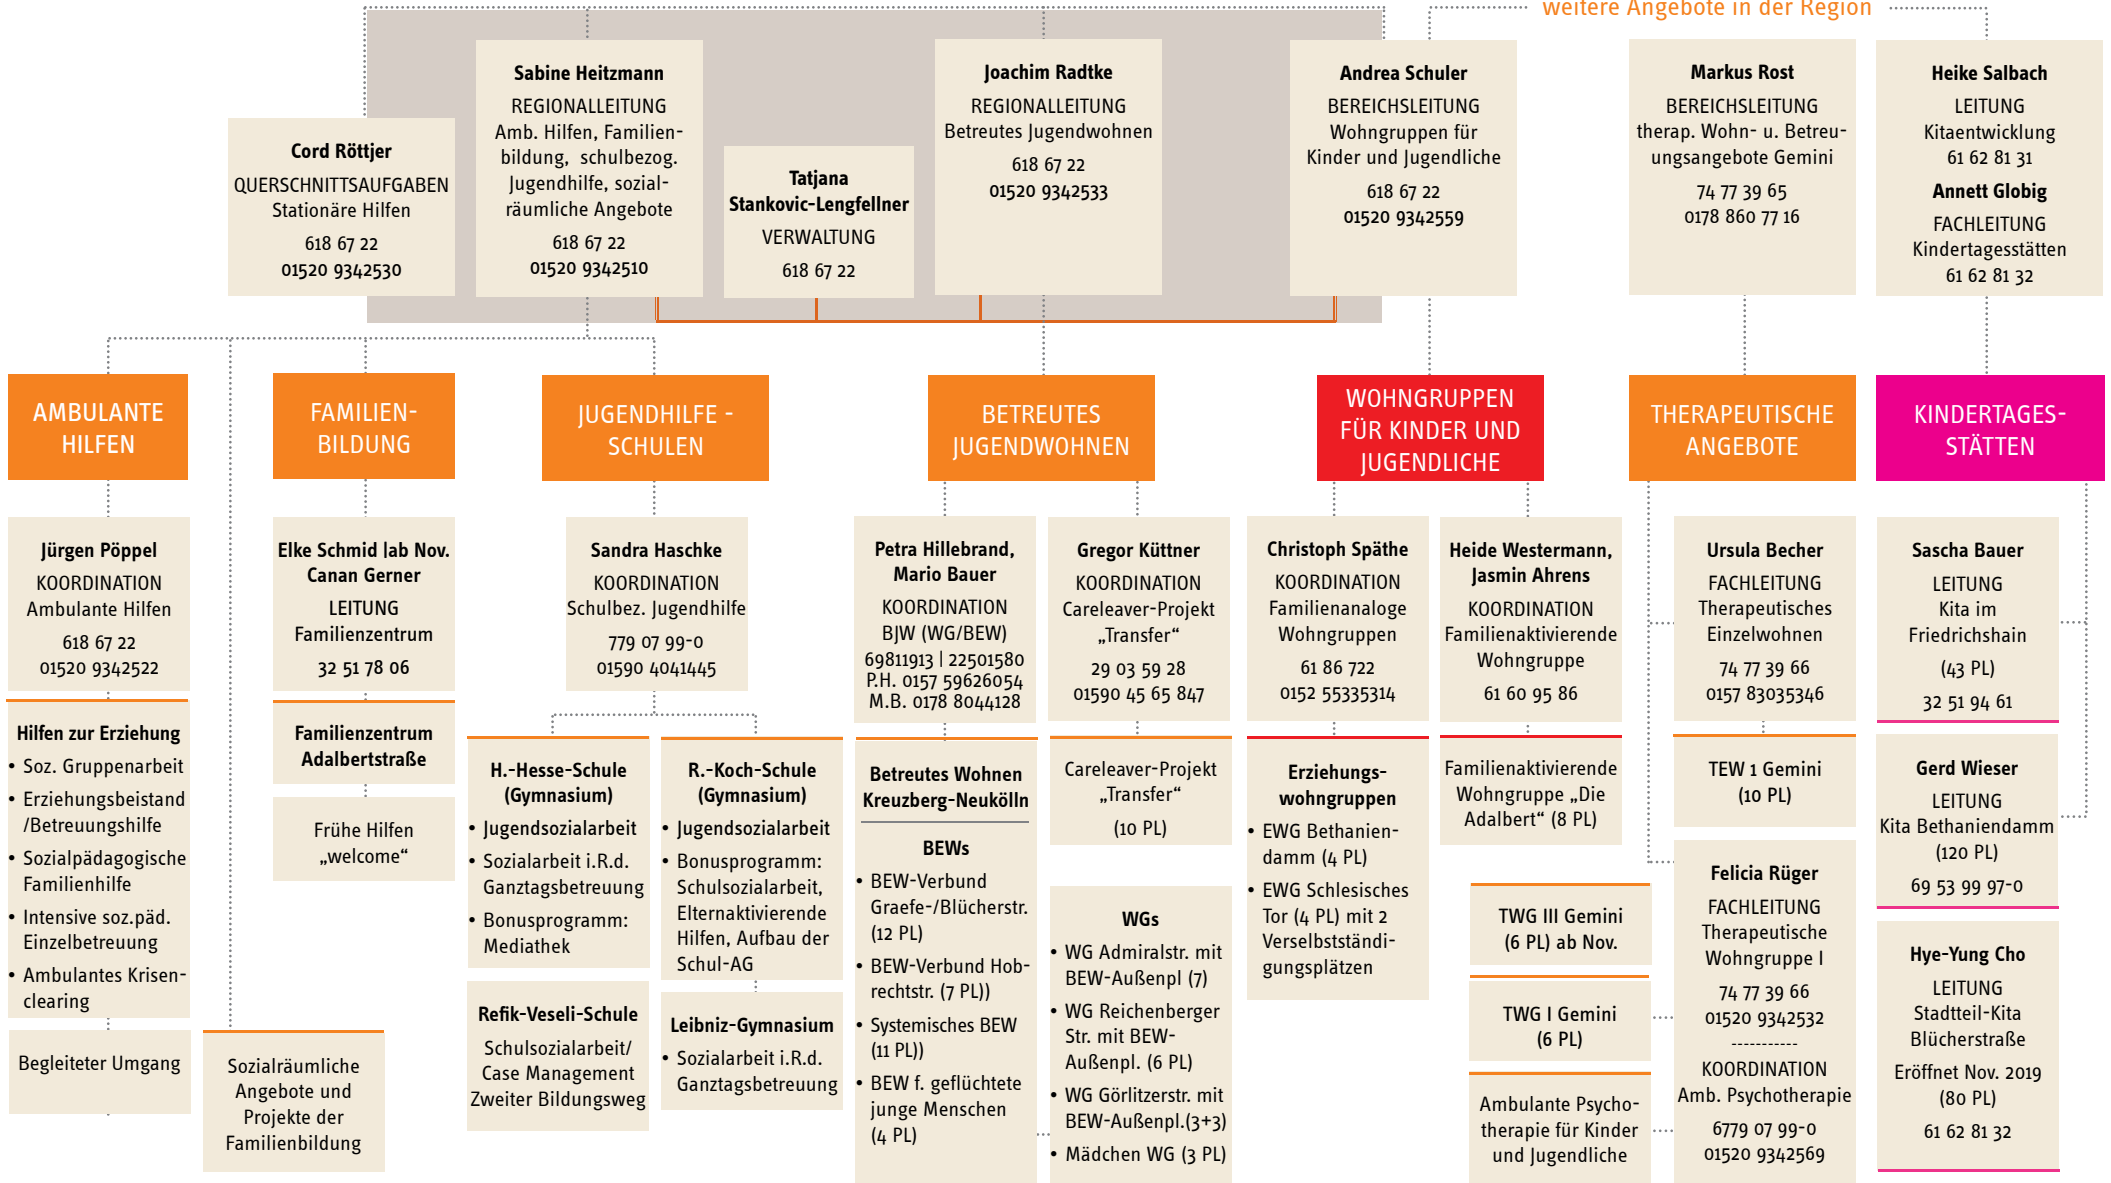 weitere Angebote in der Region
Cord Röttjer
QUERSCHNITTSAUFGABEN
Stationäre Hilfen
618 67 22
01520 9342530
Sabine Heitzmann
REGIONALLEITUNG
Amb. Hilfen, Familien-
bildung, schulbezog.
Jugendhilfe, sozial-
räumliche Angebote
618 67 22
01520 9342510
Tatjana
Stankovic-Lengfellner
VERWALTUNG
618 67 22
Joachim Radtke
REGIONALLEITUNG
Betreutes Jugendwohnen
618 67 22
01520 9342533
Andrea Schuler
BEREICHSLEITUNG
Wohngruppen für
Kinder und Jugendliche
618 67 22
01520 9342559
Markus Rost
BEREICHSLEITUNG
therap. Wohn- u. Betreu-
ungsangebote Gemini
74 77 39 65
0178 860 77 16
Heike Salbach
LEITUNG
Kitaentwicklung
61 62 81 31
Annett Globig
FACHLEITUNG
Kindertagesstätten
61 62 81 32
AMBULANTE
HILFEN
FAMILIEN-
BILDUNG
JUGENDHILFE -
SCHULEN
BETREUTES
JUGENDWOHNEN
WOHNGRUPPEN
FÜR KINDER UND
JUGENDLICHE
THERAPEUTISCHE
ANGEBOTE
KINDERTAGES-
STÄTTEN
Jürgen Pöppel
KOORDINATION
Ambulante Hilfen
618 67 22
01520 9342522
Hilfen zur Erziehung
• Soz. Gruppenarbeit
• Erziehungsbeistand
/Betreuungshilfe
• Sozialpädagogische
Familienhilfe
• Intensive soz.päd.
Einzelbetreuung
• Ambulantes Krisen-
clearing
Begleiteter Umgang
Sozialräumliche
Angebote und
Projekte der
Familienbildung
Elke Schmid |ab Nov.
Canan Gerner
LEITUNG
Familienzentrum
32 51 78 06
Familienzentrum
Adalbertstraße
Frühe Hilfen
„welcome“
Sandra Haschke
KOORDINATION
Schulbez. Jugendhilfe
779 07 99-0
01590 4041445
H.-Hesse-Schule
(Gymnasium)
• Jugendsozialarbeit
• Sozialarbeit i.R.d.
Ganztagsbetreuung
• Bonusprogramm:
Mediathek
Refik-Veseli-Schule
Schulsozialarbeit/
Case Management
Zweiter Bildungsweg
R.-Koch-Schule
(Gymnasium)
• Jugendsozialarbeit
• Bonusprogramm:
Schulsozialarbeit,
Elternaktivierende
Hilfen, Aufbau der
Schul-AG
Leibniz-Gymnasium
• Sozialarbeit i.R.d.
Ganztagsbetreuung
Petra Hillebrand,
Mario Bauer
KOORDINATION
BJW (WG/BEW)
69811913 | 22501580
P.H. 0157 59626054
M.B. 0178 8044128
Betreutes Wohnen
Kreuzberg-Neukölln
BEWs
• BEW-Verbund
Graefe-/Blücherstr.
(12 PL)
• BEW-Verbund Hob-
rechtstr. (7 PL))
• Systemisches BEW
(11 PL))
• BEW f. geflüchtete
junge Menschen
(4 PL)
Gregor Küttner
KOORDINATION
Careleaver-Projekt
„Transfer“
29 03 59 28
01590 45 65 847
Careleaver-Projekt
„Transfer“
(10 PL)
WGs
• WG Admiralstr. mit
BEW-Außenpl (7)
• WG Reichenberger
Str. mit BEW-
Außenpl. (6 PL)
• WG Görlitzerstr. mit
BEW-Außenpl.(3+3)
• Mädchen WG (3 PL)
Christoph Späthe
KOORDINATION
Familienanaloge
Wohngruppen
61 86 722
0152 55335314
Erziehungs-
wohngruppen
• EWG Bethanien-
damm (4 PL)
• EWG Schlesisches
Tor (4 PL) mit 2
Verselbstständi-
gungsplätzen
Heide Westermann,
Jasmin Ahrens
KOORDINATION
Familienaktivierende
Wohngruppe
61 60 95 86
Familienaktivierende
Wohngruppe „Die
Adalbert“ (8 PL)
TWG III Gemini
(6 PL) ab Nov.
TWG I Gemini
(6 PL)
Ambulante Psycho-
therapie für Kinder
und Jugendliche
Ursula Becher
FACHLEITUNG
Therapeutisches
Einzelwohnen
74 77 39 66
0157 83035346
TEW 1 Gemini
(10 PL)
Felicia Rüger
FACHLEITUNG
Therapeutische
Wohngruppe I
74 77 39 66
01520 9342532
-----------
KOORDINATION
Amb. Psychotherapie
6779 07 99-0
01520 9342569
Sascha Bauer
LEITUNG
Kita im
Friedrichshain
(43 PL)
32 51 94 61
Gerd Wieser
LEITUNG
Kita Bethaniendamm
(120 PL)
69 53 99 97-0
Hye-Yung Cho
LEITUNG
Stadtteil-Kita
Blücherstraße
Eröffnet Nov. 2019
(80 PL)
61 62 81 32